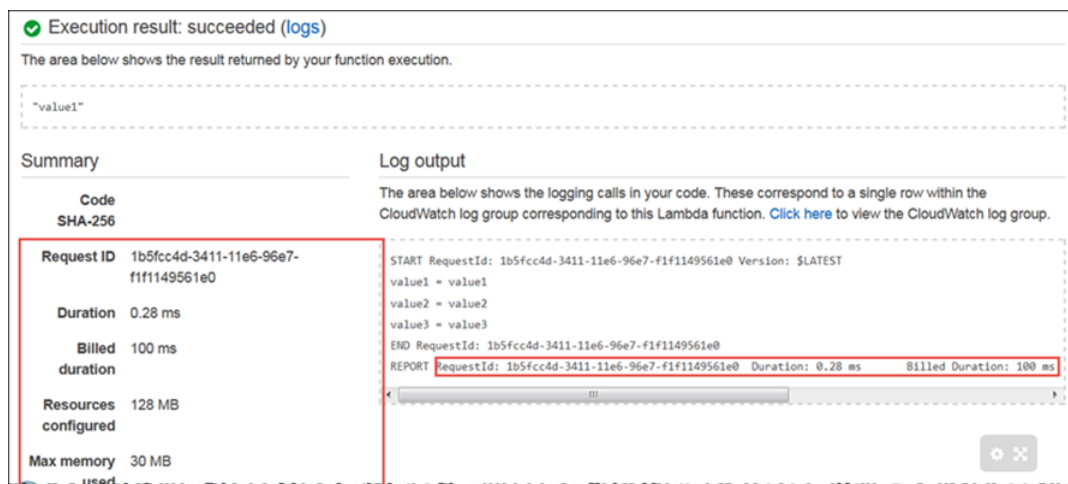 Execution result: succeeded (logs)
The area below shows the result returned by your function execution.
"value1"
Summary
Code
SHA-256
Request ID 1b5fcc4d-3411-11e6-96e7-
f1f1149561e0
Duration 0.28 ms
Billed
duration 100 ms
Resources
configured 128 MB
Max memory
used 30 MB
Log output
The area below shows the logging calls in your code. These correspond to a single row within the
CloudWatch log group corresponding to this Lambda function. Click here to view the CloudWatch log group.
START RequestId: 1b5fcc4d-3411-11e6-96e7-f1f1149561e0 Version: $LATEST
value1 = value1
value2 = value2
value3 = value3
END RequestId: 1b5fcc4d-3411-11e6-96e7-f1f1149561e0
REPORT RequestId: 1b5fcc4d-3411-11e6-96e7-f1f1149561e0 Duration: 0.28 ms Billed Duration: 100 ms